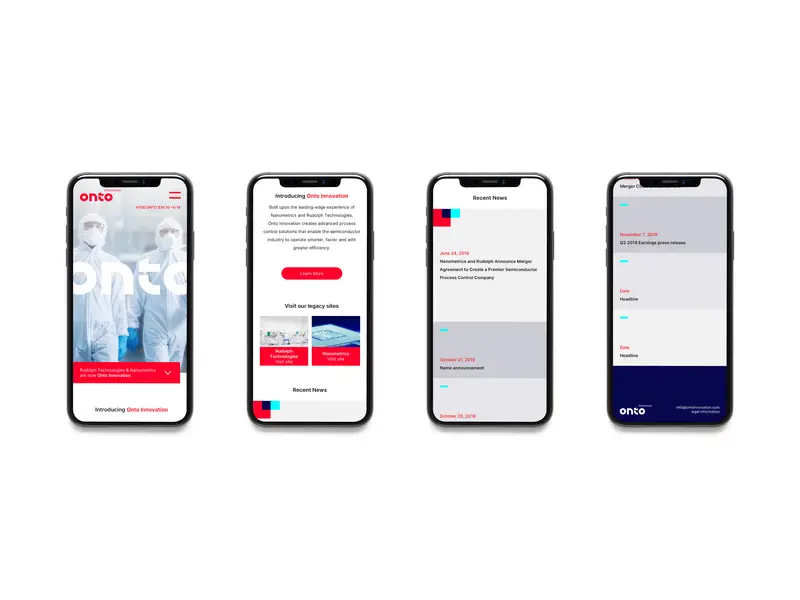 onto
NYSE:ONTO $30.10 +0.18
onto
Rudolph Technologies & Nanometrics
are now Onto Innovation
Introducing Onto Innovation
Introducing Onto Innovation
Built upon the leading-edge experience of
Nanometrics and Rudolph Technologies,
Onto Innovation creates advanced process
control solutions that enable the semiconductor
industry to operate smarter, faster and with
greater efficiency.
Learn More
Visit our legacy sites
Rudolph
Technologies
Visit site
Nanometrics
Visit site
Recent News
Recent News
June 24, 2019
Nanometrics and Rudolph Announce Merger
Agreement to Create a Premier Semiconductor
Process Control Company
October 21, 2019
Name announcement
Merger
November 7, 2019
Q3 2019 Earnings press release
Date
Headline
Date
Headline
onto
info@ontoinnovation.com
legal information